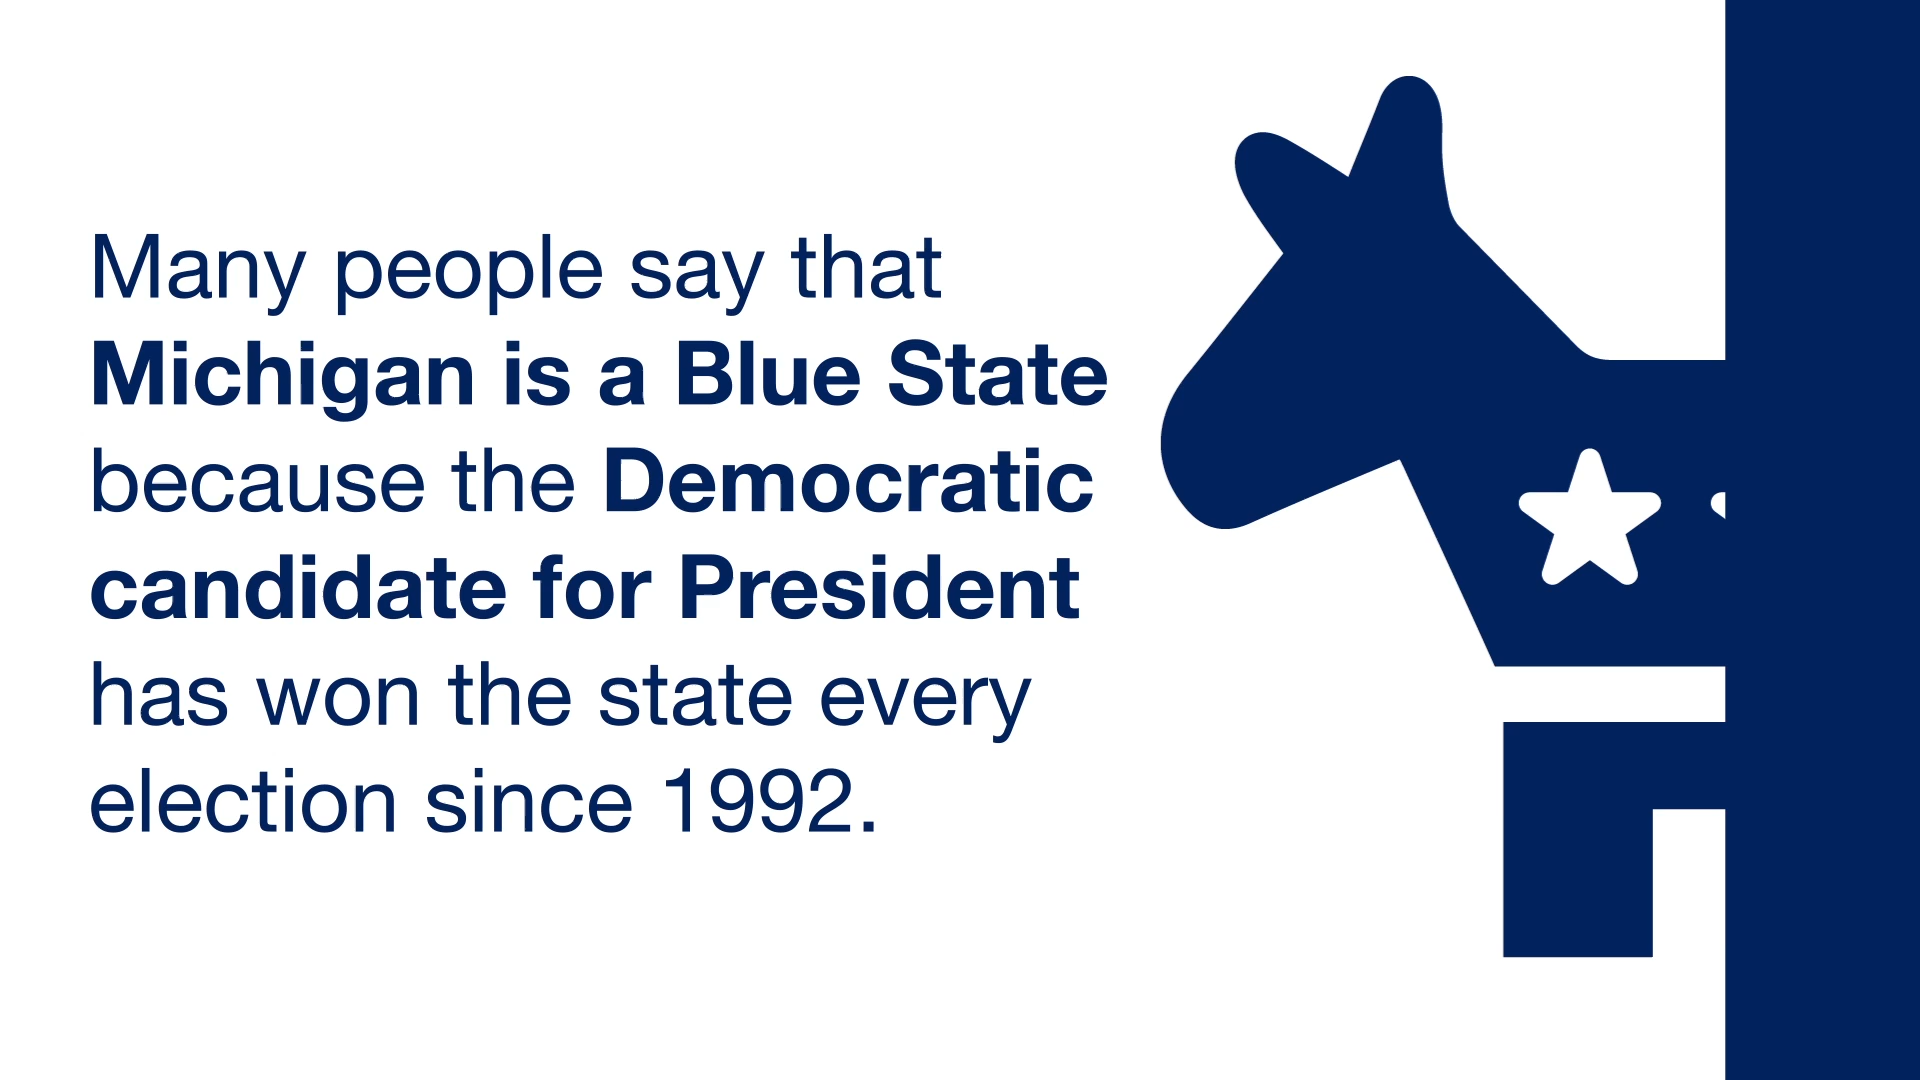 Many people say that
Michigan is a Blue State
because the Democratic
candidate for President
has won the state every
election since 1992.